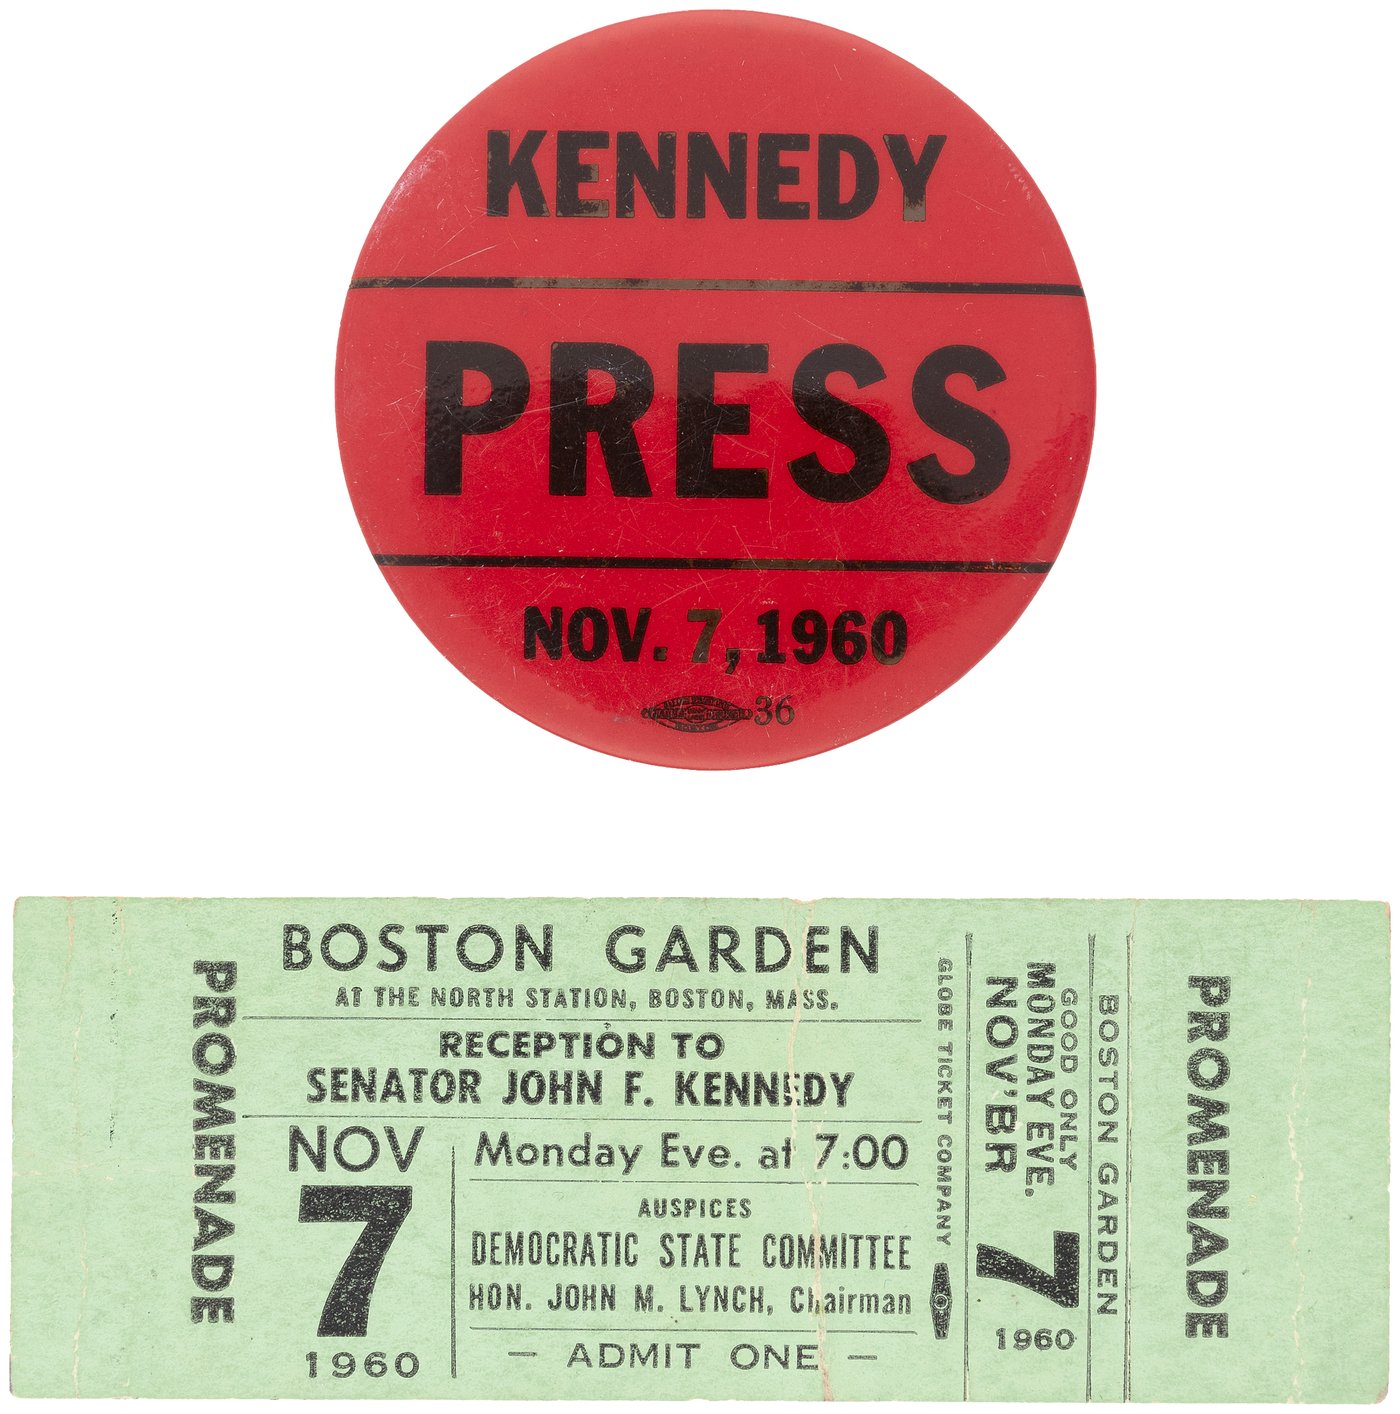 KENNEDY
PRESS
NOV. 7, 1960
36
PROMENADE
BOSTON GARDEN
AT THE NORTH STATION, BOSTON, MASS.
RECEPTION TO
SENATOR JOHN F. KENNEDY
NOV
7
1960
Monday Eve. at 7:00
AUSPICES
DEMOCRATIC STATE COMMITTEE
HON. JOHN M. LYNCH, Chairman
— ADMIT ONE —
GLOBE TICKET COMPANY
BOSTON GARDEN
GOOD ONLY
MONDAY EVE.
NOV'BR
7
1960
PROMENADE